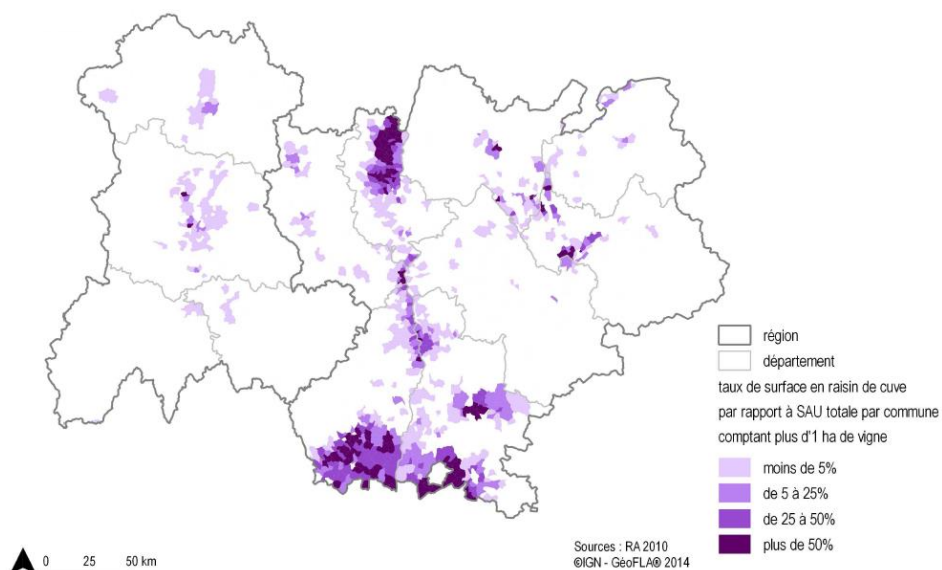 région
département
taux de surface en raisin de cuve
par rapport à SAU totale par commune
comptant plus d'1 ha de vigne
moins de 5%
de 5 à 25%
de 25 à 50%
plus de 50%
0 25 50 km
Sources : RA 2010
©IGN - GéoFLA® 2014